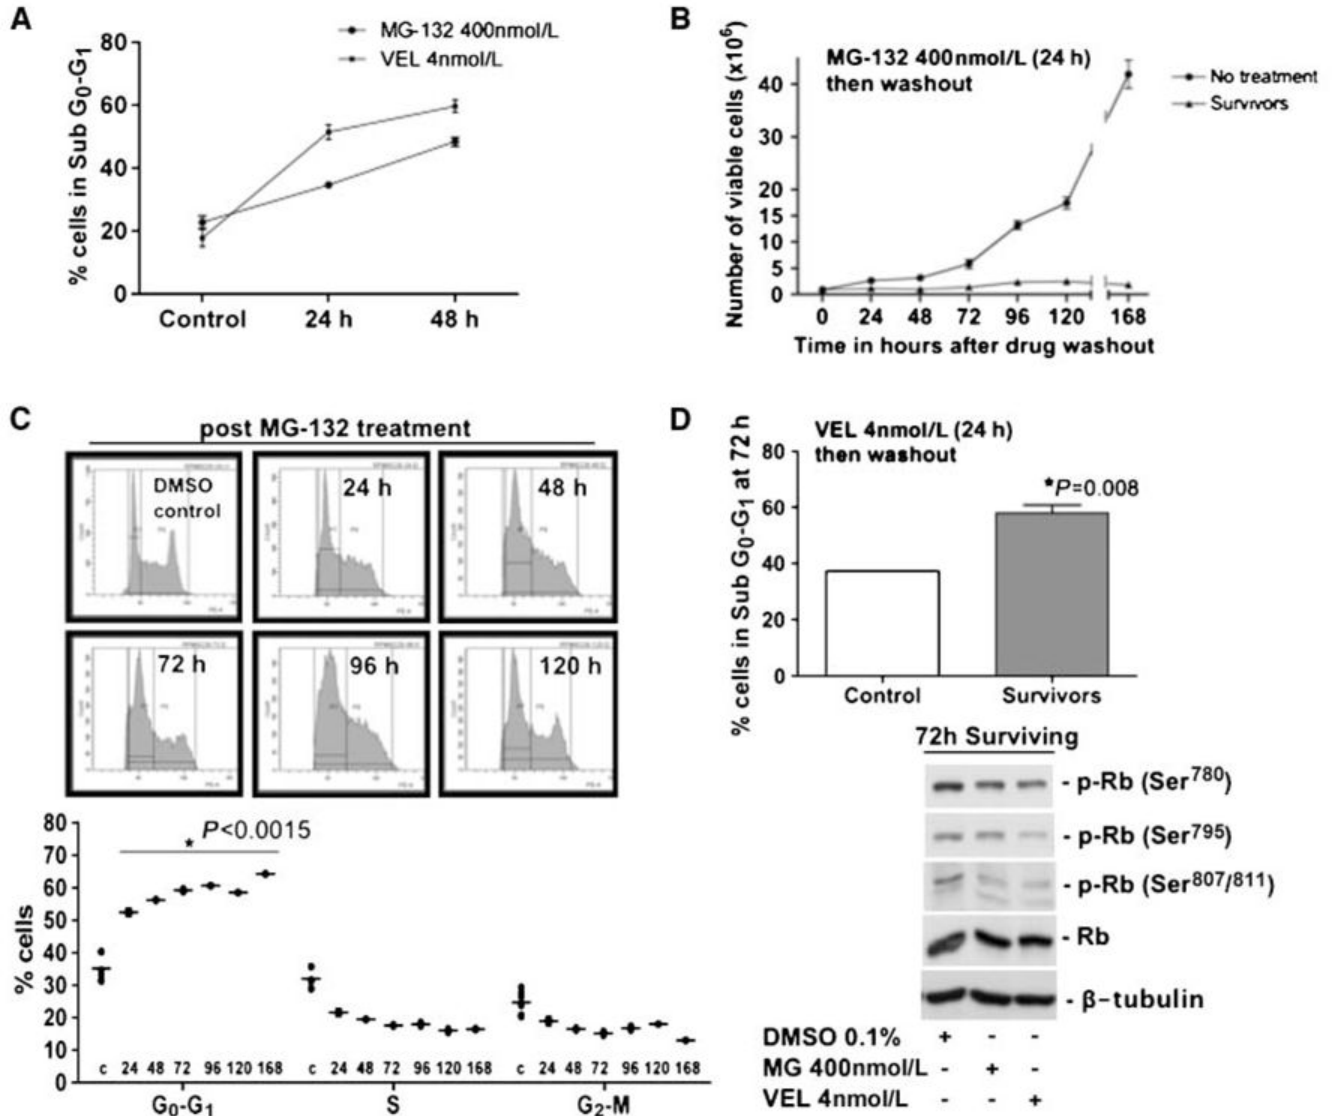 A
MG-132 400nmol/L
VEL 4nmol/L
% cells in Sub G0-G1
80
60
40
20
0
Control 24 h 48 h
B
MG-132 400nmol/L (24 h)
then washout
No treatment
Survivors
Number of viable cells (x10⁶)
40
30
20
15
10
5
0
0 24 48 72 96 120 168
Time in hours after drug washout
C
post MG-132 treatment
DMSO
control
24 h
48 h
72 h
96 h
120 h
P<0.0015
*
% cells
80
70
60
50
40
30
20
10
0
c 24 48 72 96 120 168 c 24 48 72 96 120 168 c 24 48 72 96 120 168
G0-G1 S G2-M
D
VEL 4nmol/L (24 h)
then washout
*P=0.008
% cells in Sub G0-G1 at 72 h
80
60
40
20
0
Control Survivors
72h Surviving
- p-Rb (Ser780)
- p-Rb (Ser795)
- p-Rb (Ser807/811)
- Rb
- β-tubulin
DMSO 0.1% + - -
MG 400nmol/L - + -
VEL 4nmol/L - - +